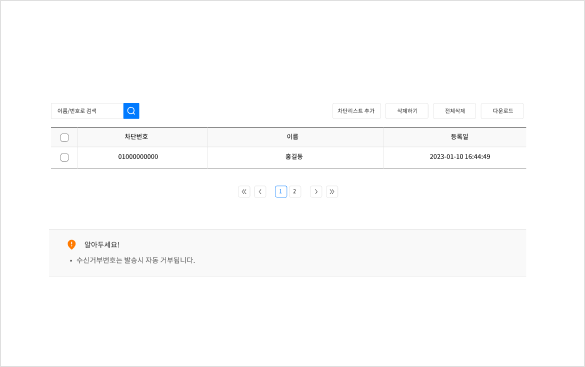 이름/번호로 검색
차단리스트 추가 삭제하기 전체삭제 다운로드
차단번호 이름 등록일
01000000000 홍길동 2023-01-10 16:44:49
« ‹ 1 2 › »
알아두세요!
• 수신거부번호는 발송시 자동 거부됩니다.